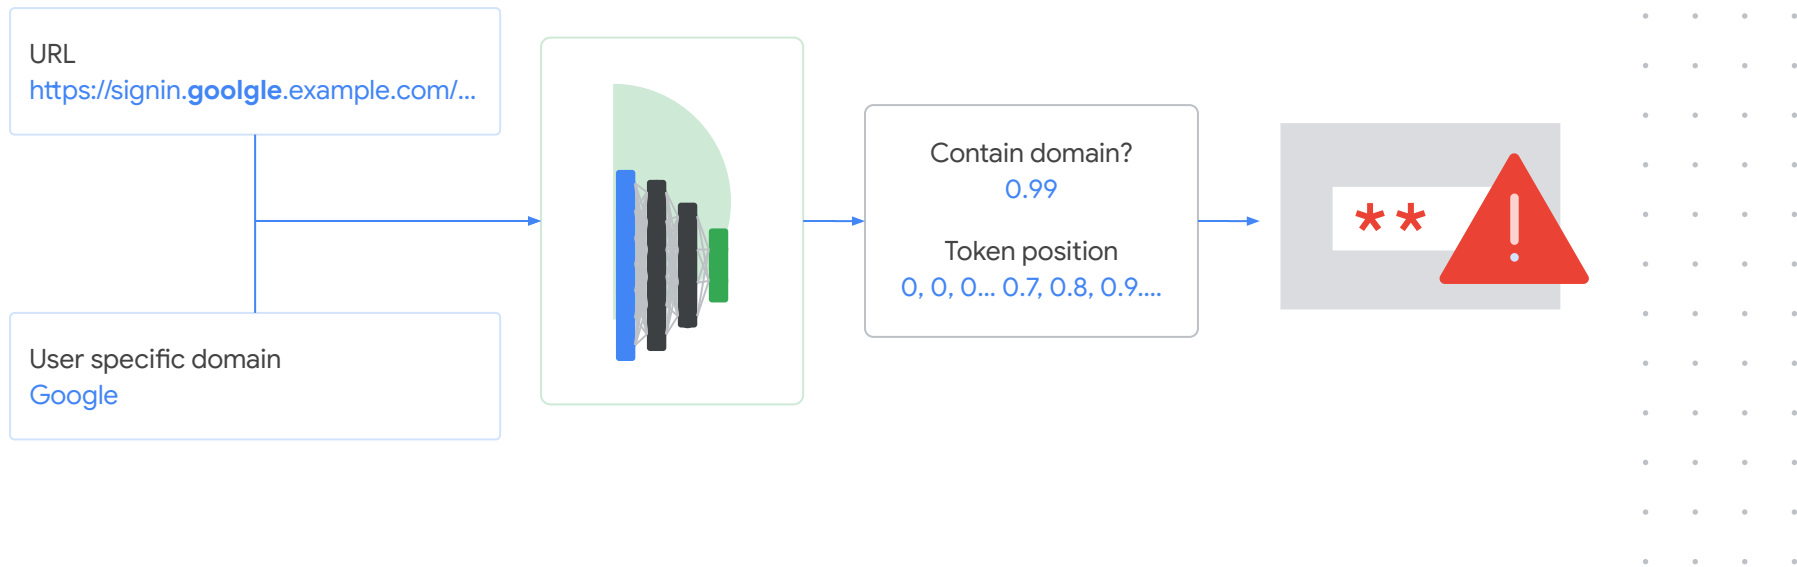 URL
https://signin.goolgle.example.com/...
User specific domain
Google
Contain domain?
0.99
Token position
0, 0, 0... 0.7, 0.8, 0.9....
**
!